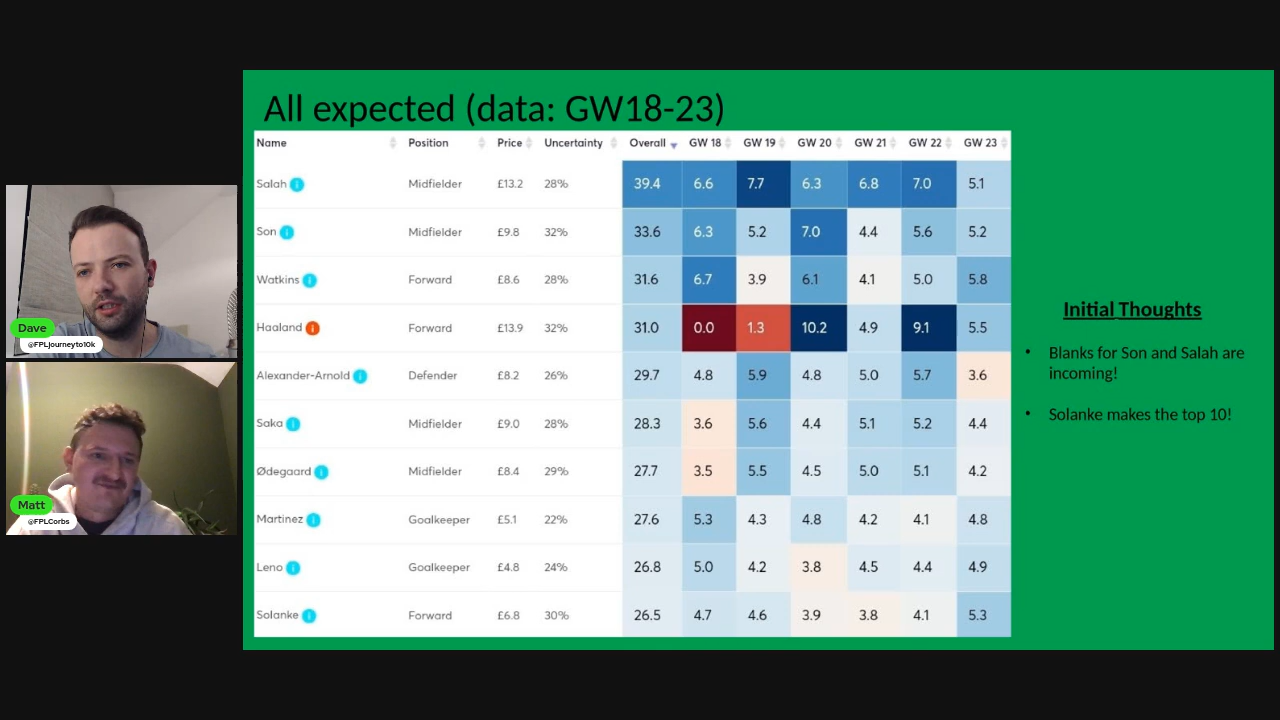 All expected (data: GW18-23)
Name Position Price Uncertainty Overall GW 18 GW 19 GW 20 GW 21 GW 22 GW 23
Salah Midfielder £13.2 28% 39.4 6.6 7.7 6.3 6.8 7.0 5.1
Son Midfielder £9.8 32% 33.6 6.3 5.2 7.0 4.4 5.6 5.2
Watkins Forward £8.6 28% 31.6 6.7 3.9 6.1 4.1 5.0 5.8
Haaland Forward £13.9 32% 31.0 0.0 1.3 10.2 4.9 9.1 5.5
Alexander-Arnold Defender £8.2 26% 29.7 4.8 5.9 4.8 5.0 5.7 3.6
Saka Midfielder £9.0 28% 28.3 3.6 5.6 4.4 5.1 5.2 4.4
Ødegaard Midfielder £8.4 29% 27.7 3.5 5.5 4.5 5.0 5.1 4.2
Martinez Goalkeeper £5.1 22% 27.6 5.3 4.3 4.8 4.2 4.1 4.8
Leno Goalkeeper £4.8 24% 26.8 5.0 4.2 3.8 4.5 4.4 4.9
Solanke Forward £6.8 30% 26.5 4.7 4.6 3.9 3.8 4.1 5.3
Initial Thoughts
• Blanks for Son and Salah are
incoming!
• Solanke makes the top 10!
Dave
@FPLjourneyto10k
Matt
@FPLCorbs